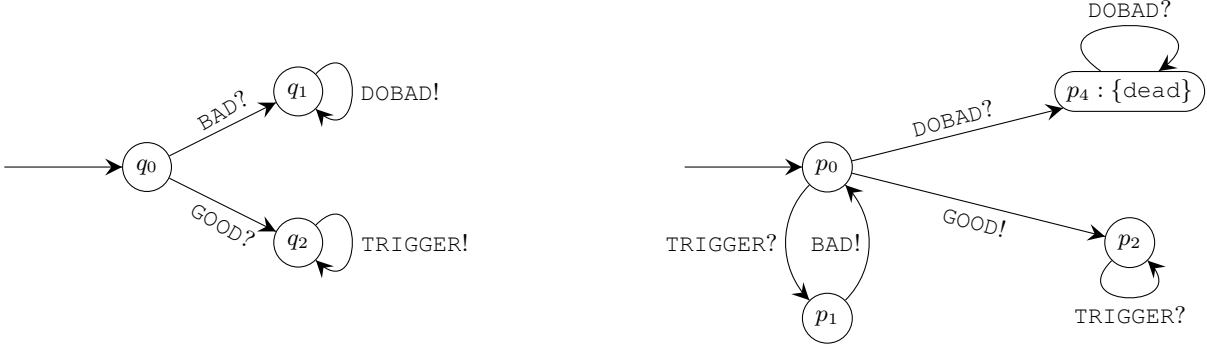 DOBAD?
q₁
DOBAD!
p₄ : {dead}
BAD?
DOBAD?
q₀
p₀
GOOD?
GOOD!
q₂
TRIGGER!
TRIGGER?
BAD!
p₂
p₁
TRIGGER?